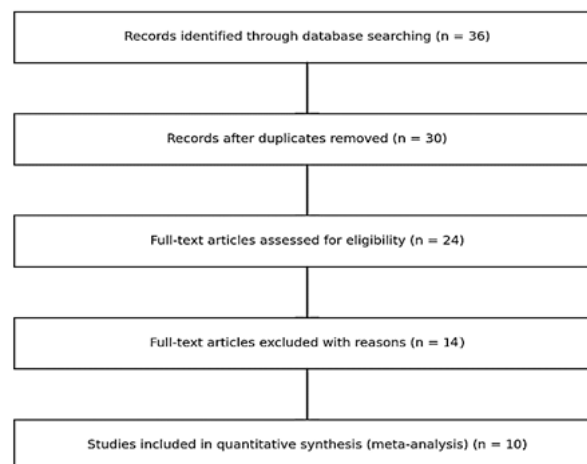 Records identified through database searching (n = 36)
Records after duplicates removed (n = 30)
Full-text articles assessed for eligibility (n = 24)
Full-text articles excluded with reasons (n = 14)
Studies included in quantitative synthesis (meta-analysis) (n = 10)